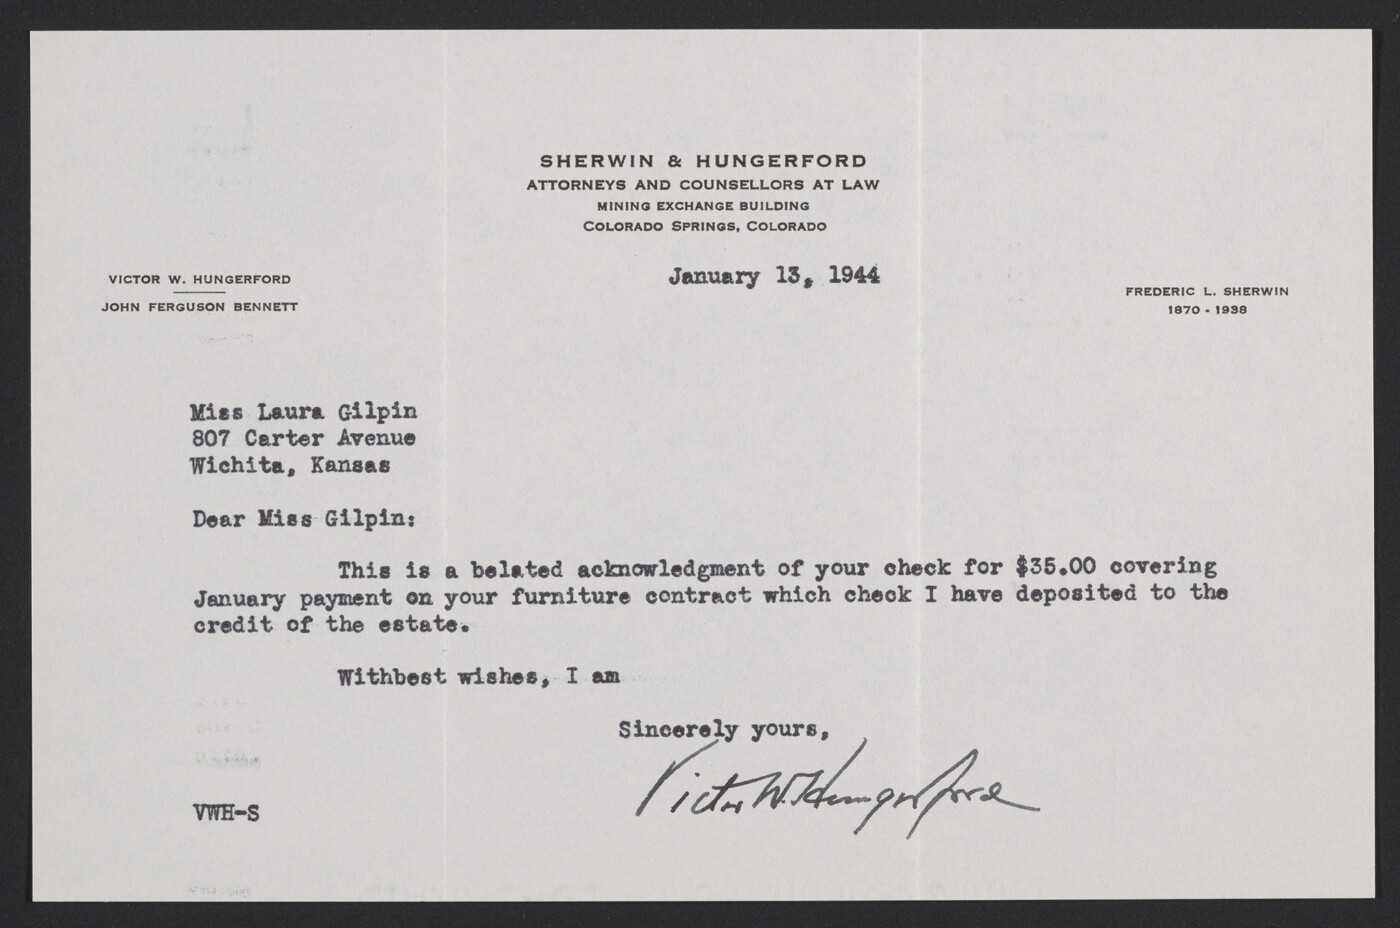 SHERWIN & HUNGERFORD
ATTORNEYS AND COUNSELLORS AT LAW
MINING EXCHANGE BUILDING
COLORADO SPRINGS, COLORADO
VICTOR W. HUNGERFORD
JOHN FERGUSON BENNETT
January 13, 1944
FREDERIC L. SHERWIN
1870 - 1938
Miss Laura Gilpin
807 Carter Avenue
Wichita, Kansas
Dear Miss Gilpin:
This is a belated acknowledgment of your check for $35.00 covering
January payment on your furniture contract which check I have deposited to the
credit of the estate.
Withbest wishes, I am
Sincerely yours,
Victor W. Hungerford
VWH-S